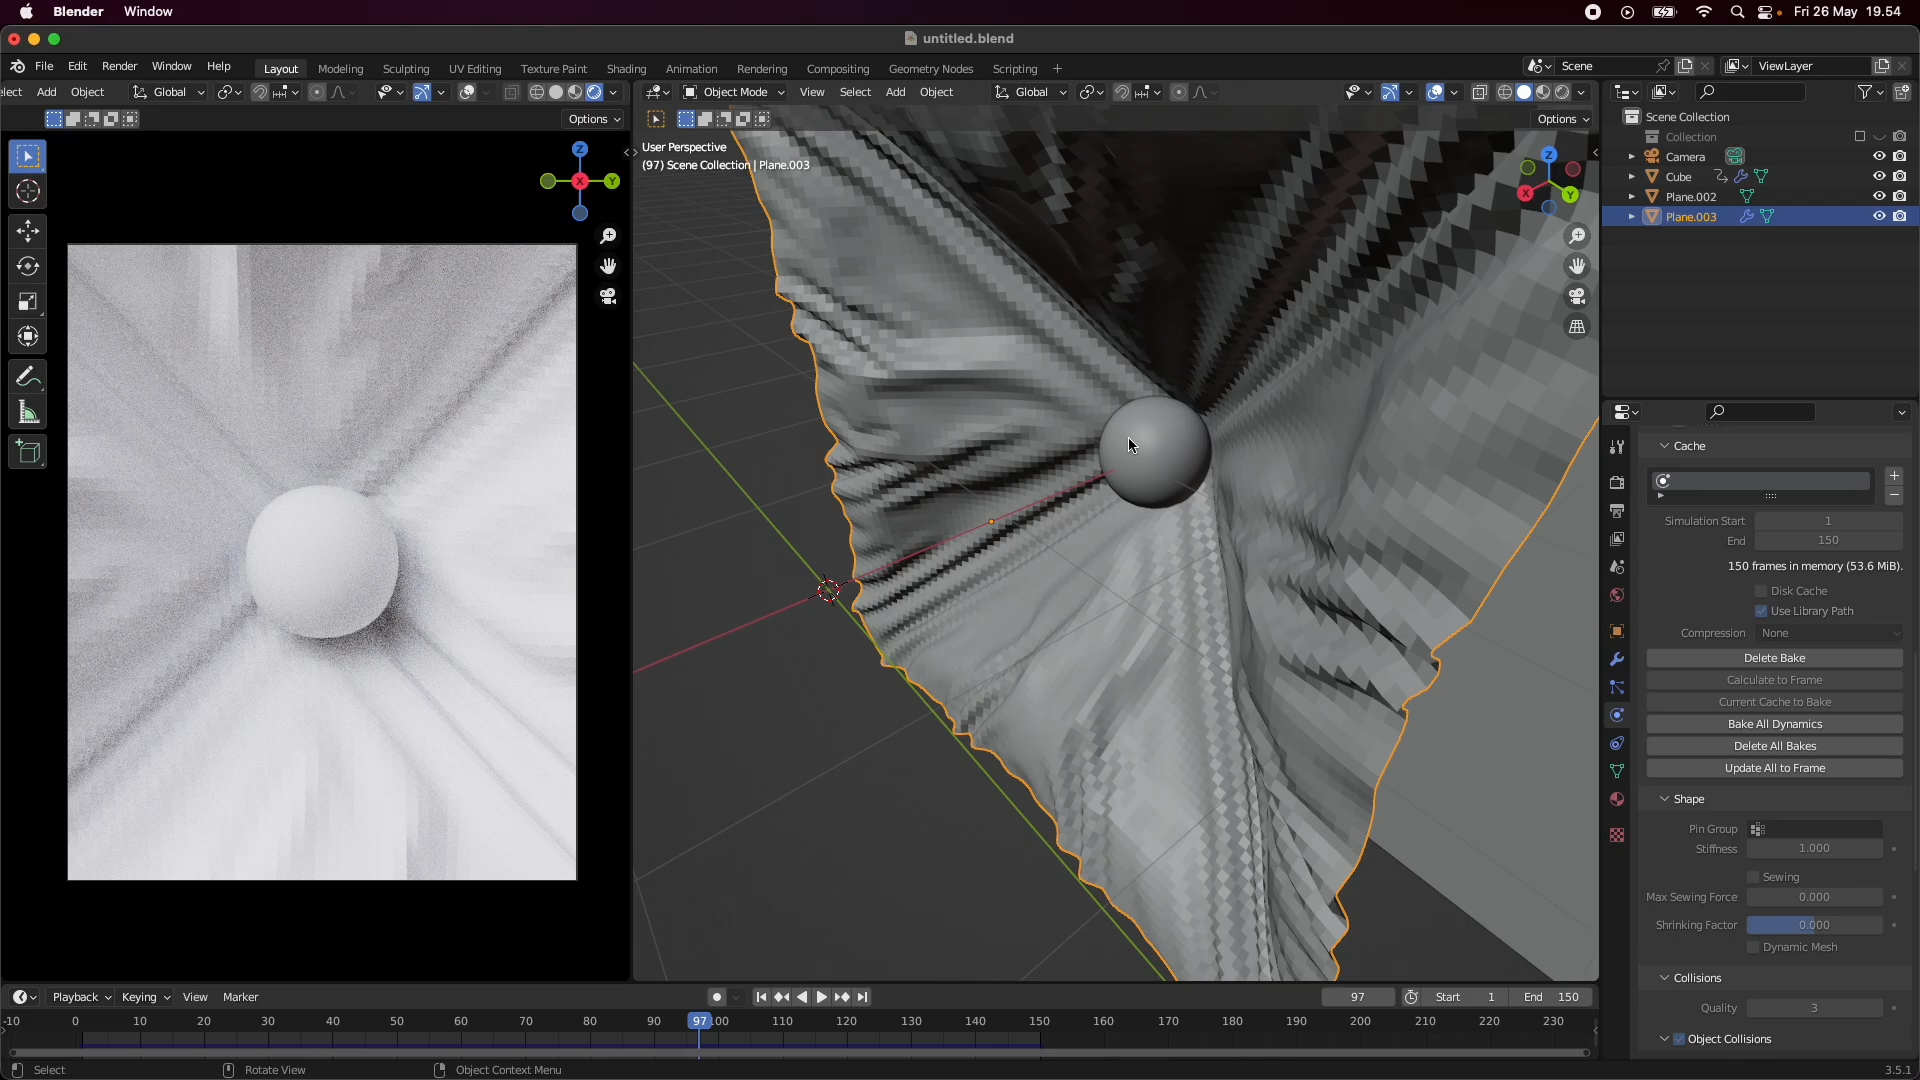 Blender Window
Fri 26 May 19.54
untitled.blend
File Edit Render Window Help
Layout Modeling Sculpting UV Editing Texture Paint Shading Animation Rendering Compositing Geometry Nodes Scripting +
Scene
ViewLayer
lect Add Object
Global
Object Mode View Select Add Object
Global
Options
Options
User Perspective
(97) Scene Collection | Plane.003
Z
X
Y
Z
X
Y
Scene Collection
Collection
Camera
Cube
Plane.002
Plane.003
Cache
Simulation Start 1
End 150
150 frames in memory (53.6 MiB).
Disk Cache
Use Library Path
Compression None
Delete Bake
Calculate to Frame
Current Cache to Bake
Bake All Dynamics
Delete All Bakes
Update All to Frame
Shape
Pin Group
Stiffness 1.000
Sewing
Max Sewing Force 0.000
Shrinking Factor 0.000
Dynamic Mesh
Collisions
Quality 3
Object Collisions
Playback Keying View Marker
97 Start 1 End 150
-10 0 10 20 30 40 50 60 70 80 90 97 100 110 120 130 140 150 160 170 180 190 200 210 220 230
Select Rotate View Object Context Menu
3.5.1